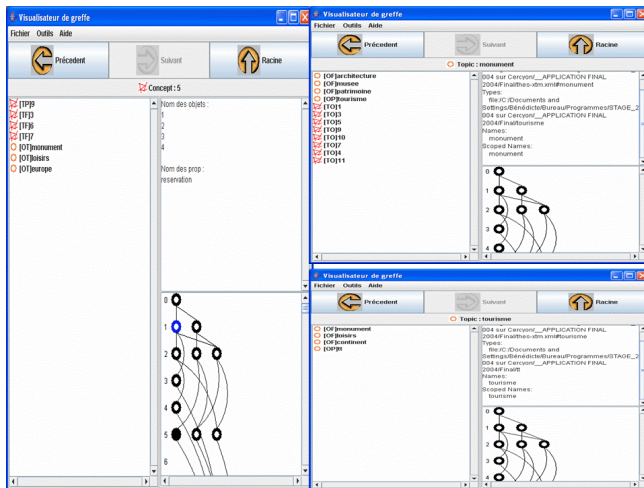 Visualisateur de greffe
Fichier Outils Aide
Précédent
Suivant
Racine
Concept : 5
[TP]9
[TF]3
[TF]6
[TF]7
[OT]monument
[OT]loisirs
[OT]europe
Nom des objets :
1
2
3
4
Nom des prop :
reservation
0
1
2
3
4
5
6
Visualisateur de greffe
Fichier Outils Aide
Précédent
Suivant
Racine
Topic : monument
[OF]architecture
[OF]musee
[OF]patrimoine
[OP]tourisme
[TO]1
[TO]3
[TO]5
[TO]9
[TO]10
[TO]7
[TO]4
[TO]11
004 sur Cercyon/__APPLICATION FINAL
2004/Final/thes-xtm.xml#monument
Types:
file:/C:/Documents and
Settings/Bénédicte/Bureau/Programmes/STAGE_2
004 sur Cercyon/__APPLICATION FINAL
2004/Final/tourisme
Names:
monument
Scoped Names:
monument
0
1
2
3
4
Visualisateur de greffe
Fichier Outils Aide
Précédent
Suivant
Racine
Topic : tourisme
[OF]monument
[OF]loisirs
[OF]continent
[OP]tt
004 sur Cercyon/__APPLICATION FINAL
2004/Final/thes-xtm.xml#tourisme
Types:
file:/C:/Documents and
Settings/Bénédicte/Bureau/Programmes/STAGE_2
004 sur Cercyon/__APPLICATION FINAL
2004/Final/tt
Names:
tourisme
Scoped Names:
tourisme
0
1
2
3
4